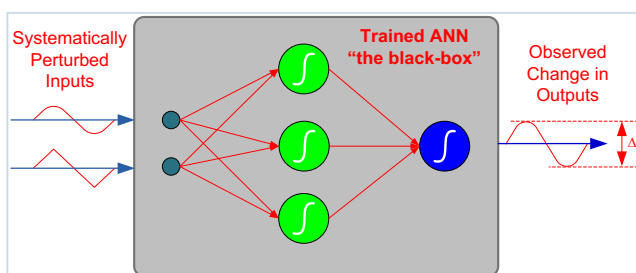 Systematically
Perturbed
Inputs
Trained ANN
“the black-box”
Observed
Change in
Outputs
Δ